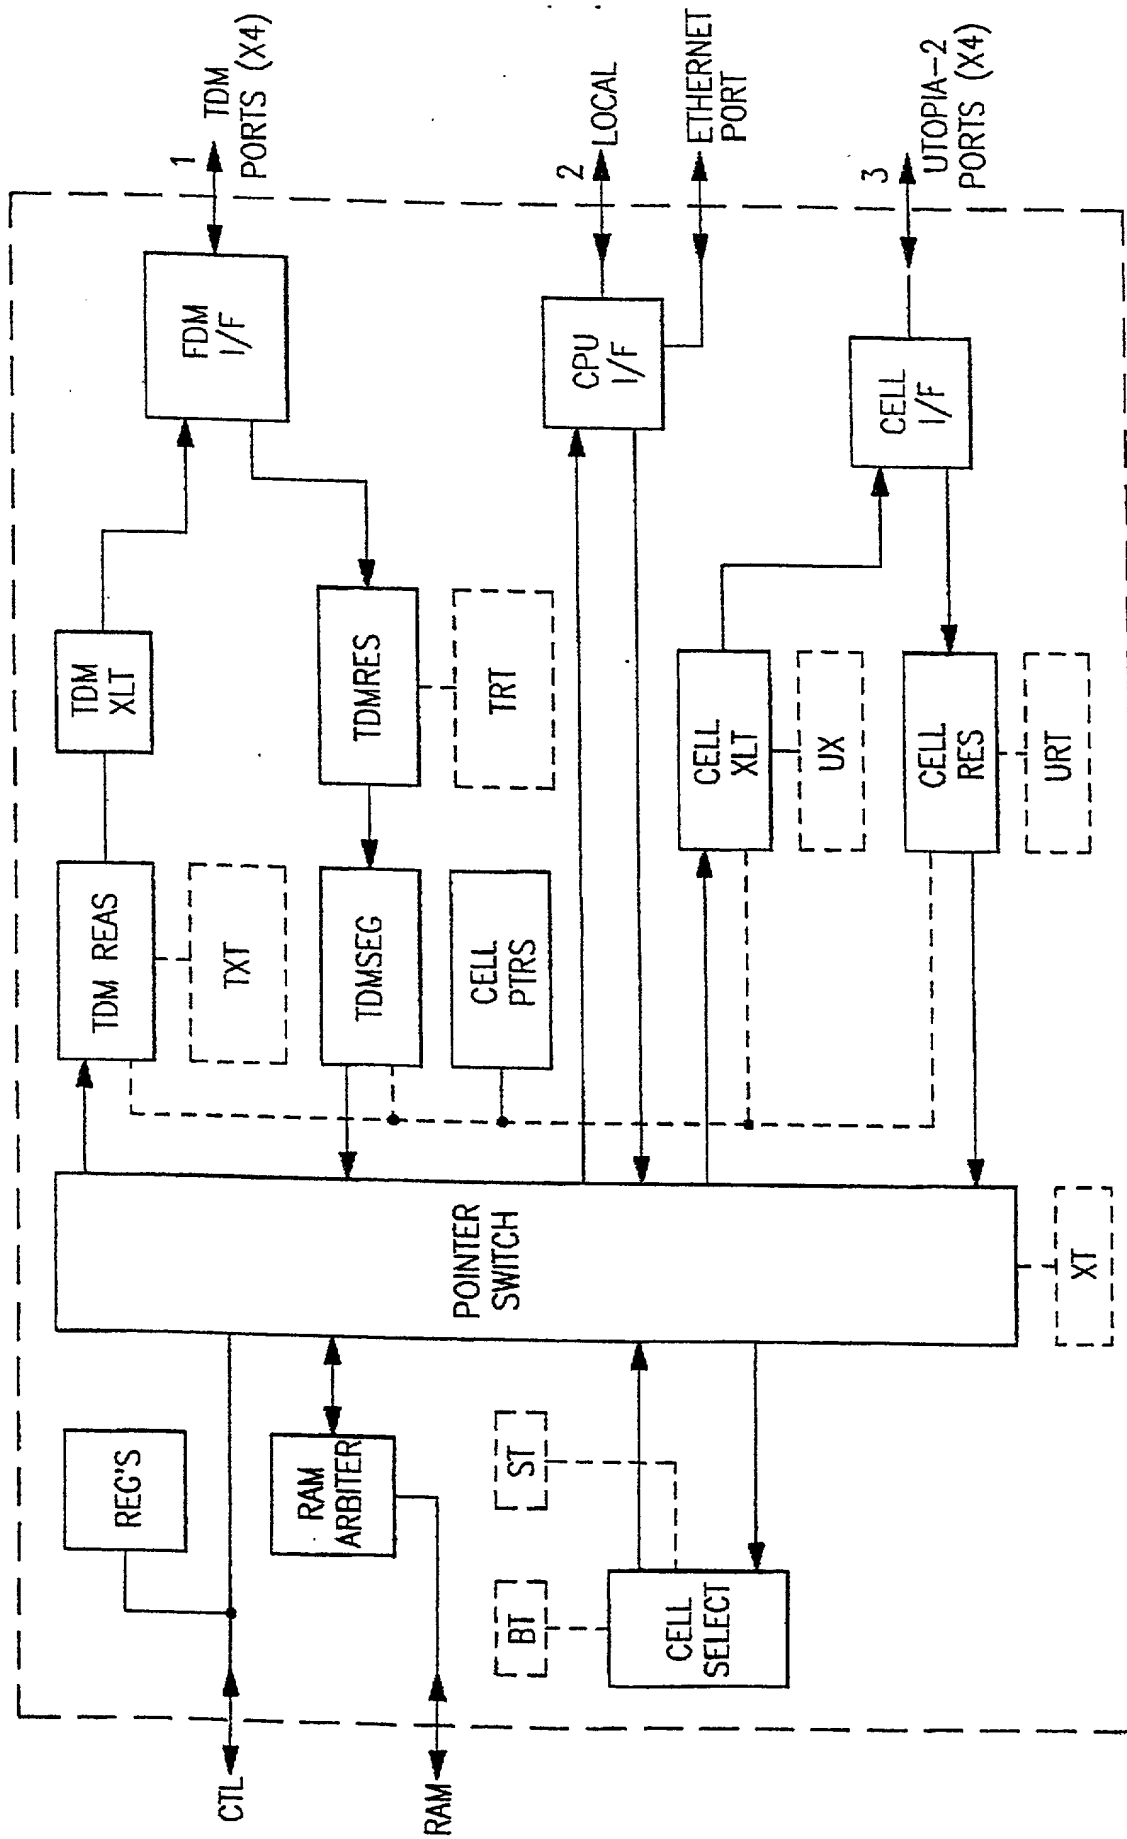 1
TDM
PORTS (X4)
2
LOCAL
ETHERNET
PORT
3
UTOPIA-2
PORTS (X4)
FDM
I/F
CPU
I/F
CELL
I/F
TDM
XLT
TDMRES
TRT
CELL
XLT
UX
CELL
RES
URT
TDM REAS
TXT
TDMSEG
CELL
PTRS
POINTER
SWITCH
XT
REG'S
RAM
ARBITER
ST
BT
CELL
SELECT
CTL
RAM